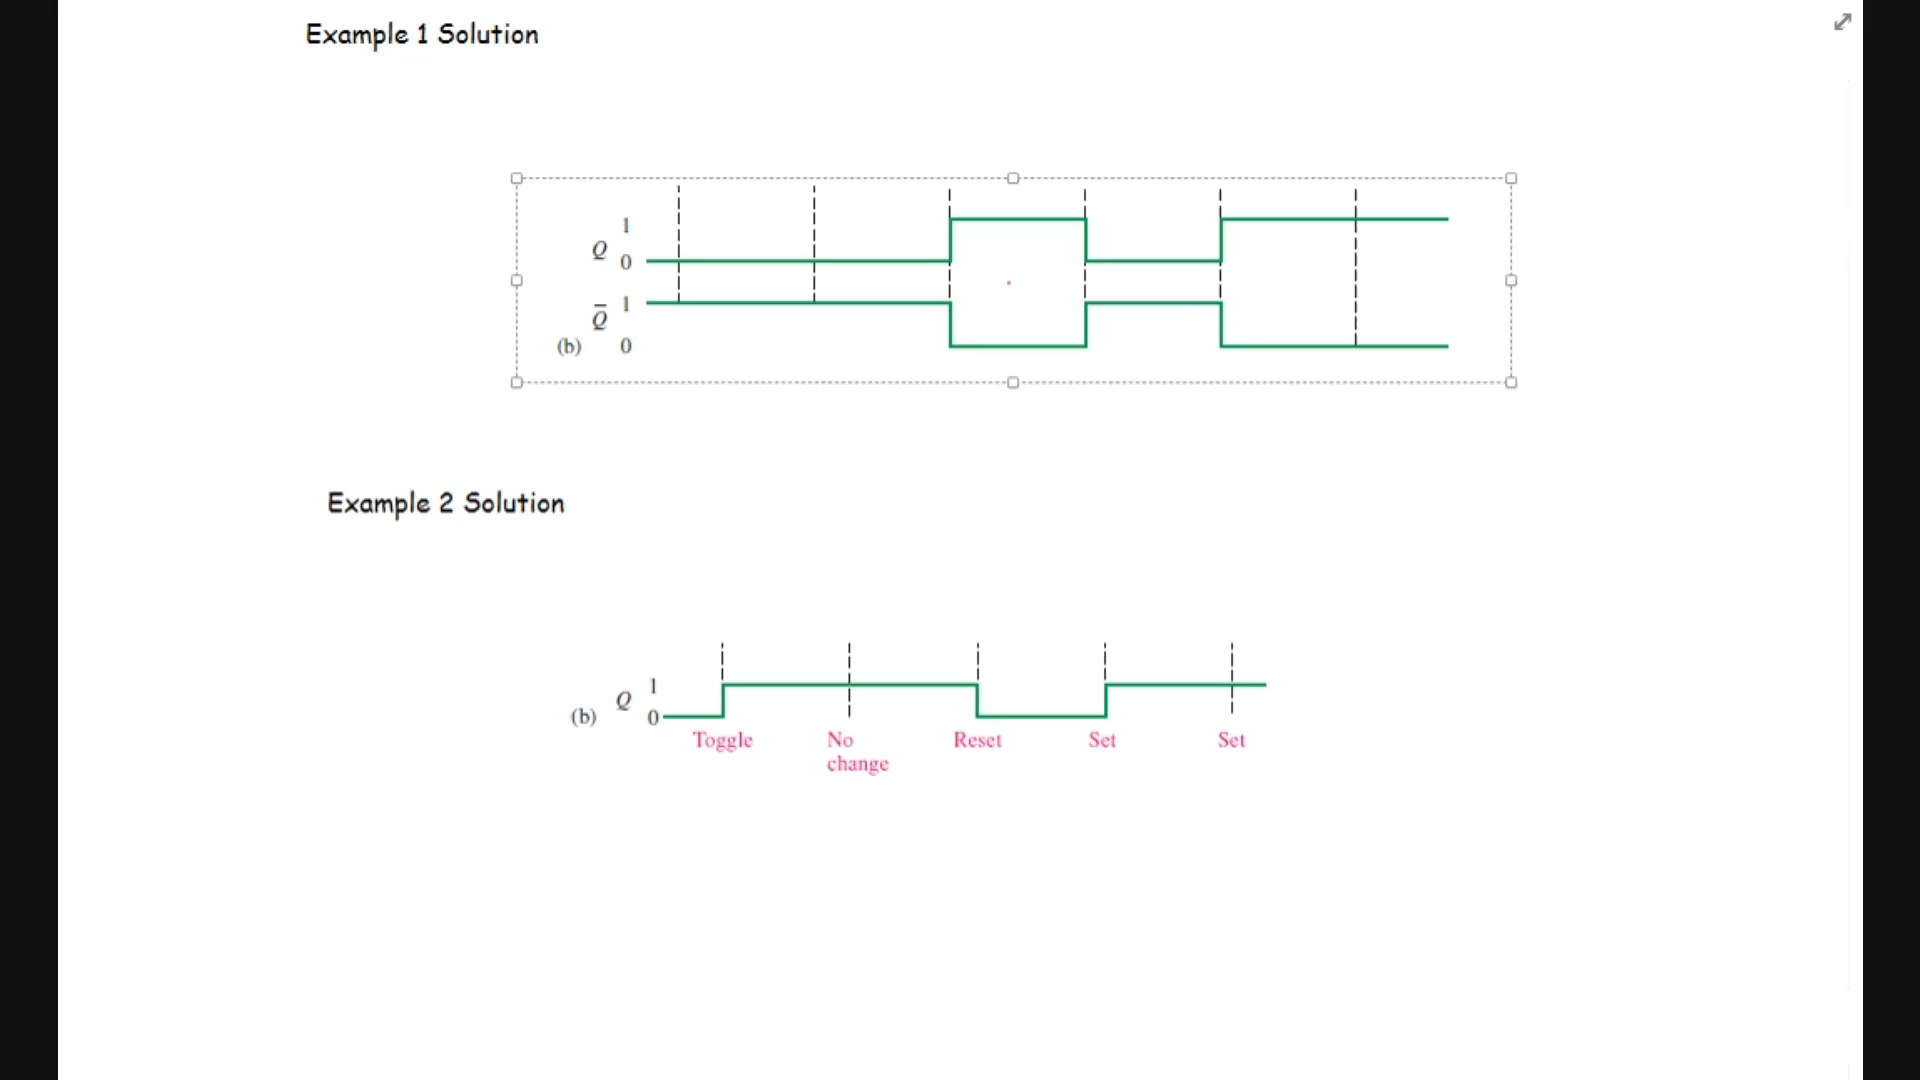 Example 1 Solution
1
Q
0
Q̅ 1
(b) 0
Example 2 Solution
1
Q
(b) 0
Toggle No Reset Set Set
change